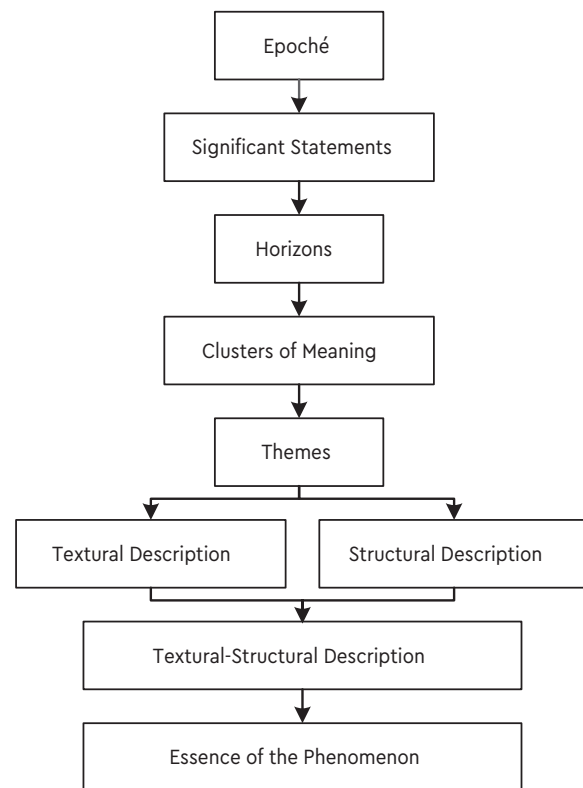 Epoché
Significant Statements
Horizons
Clusters of Meaning
Themes
Textural Description
Structural Description
Textural-Structural Description
Essence of the Phenomenon